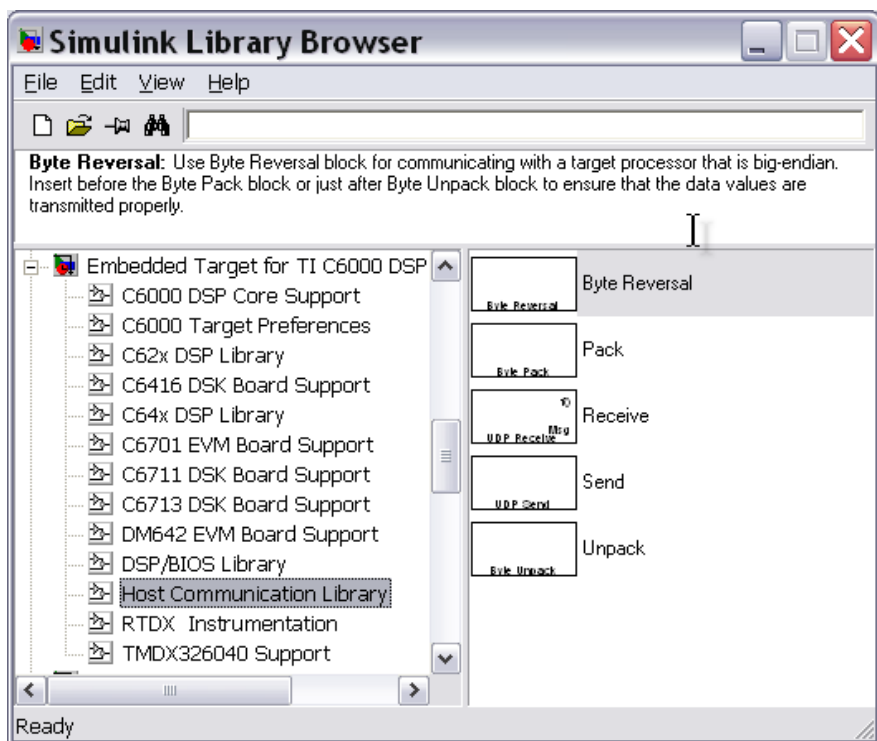 Simulink Library Browser
File Edit View Help
Byte Reversal: Use Byte Reversal block for communicating with a target processor that is big-endian.
Insert before the Byte Pack block or just after Byte Unpack block to ensure that the data values are
transmitted properly.
Embedded Target for TI C6000 DSP
C6000 DSP Core Support
C6000 Target Preferences
C62x DSP Library
C6416 DSK Board Support
C64x DSP Library
C6701 EVM Board Support
C6711 DSK Board Support
C6713 DSK Board Support
DM642 EVM Board Support
DSP/BIOS Library
Host Communication Library
RTDX Instrumentation
TMDX326040 Support
Byte Reversal
Byte Reversal
Byte Pack
Pack
Msg
UDP Receive
Receive
UDP Send
Send
Byte Unpack
Unpack
Ready